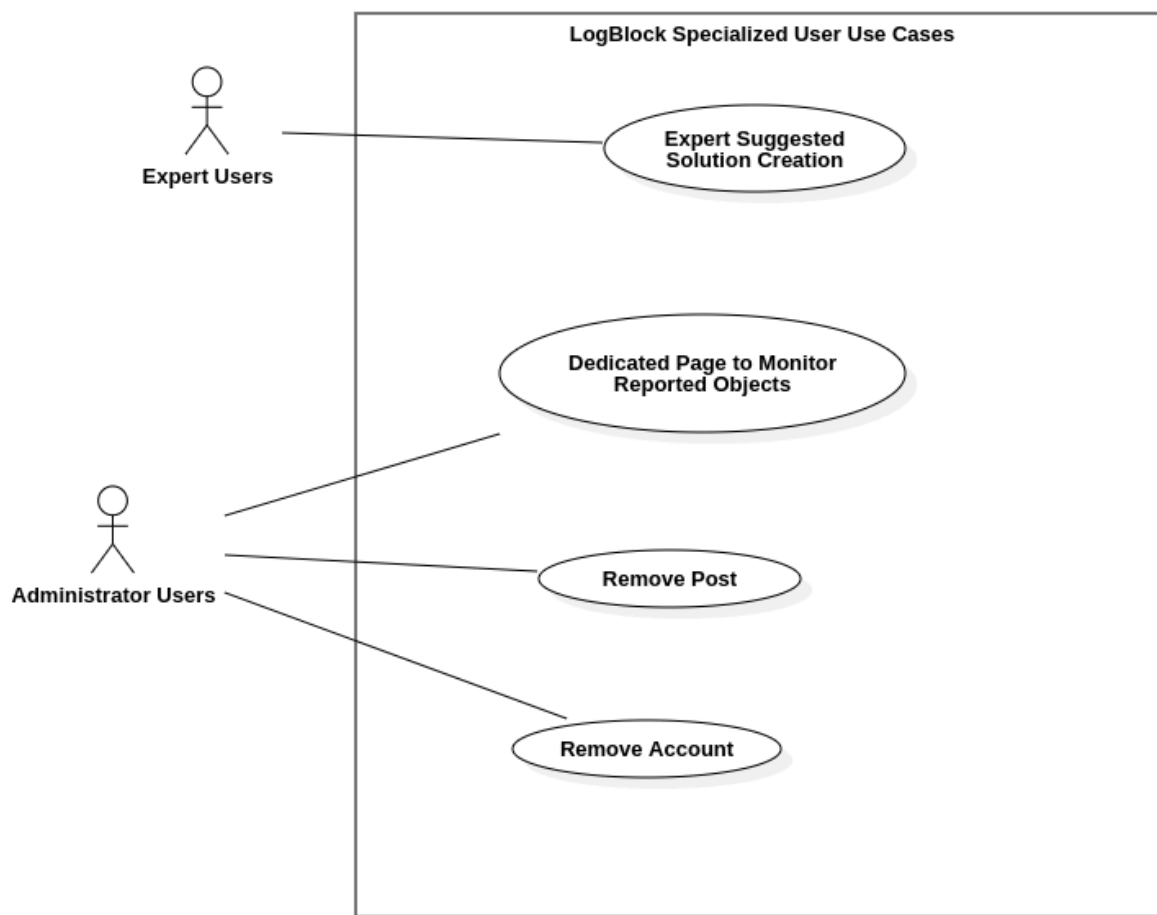 LogBlock Specialized User Use Cases
Expert Users
Expert Suggested
Solution Creation
Dedicated Page to Monitor
Reported Objects
Administrator Users
Remove Post
Remove Account